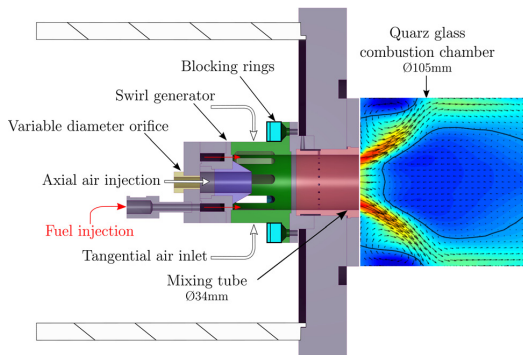 Quarz glass
combustion chamber
Ø105mm
Blocking rings
Swirl generator
Variable diameter orifice
Axial air injection
Fuel injection
Tangential air inlet
Mixing tube
Ø34mm